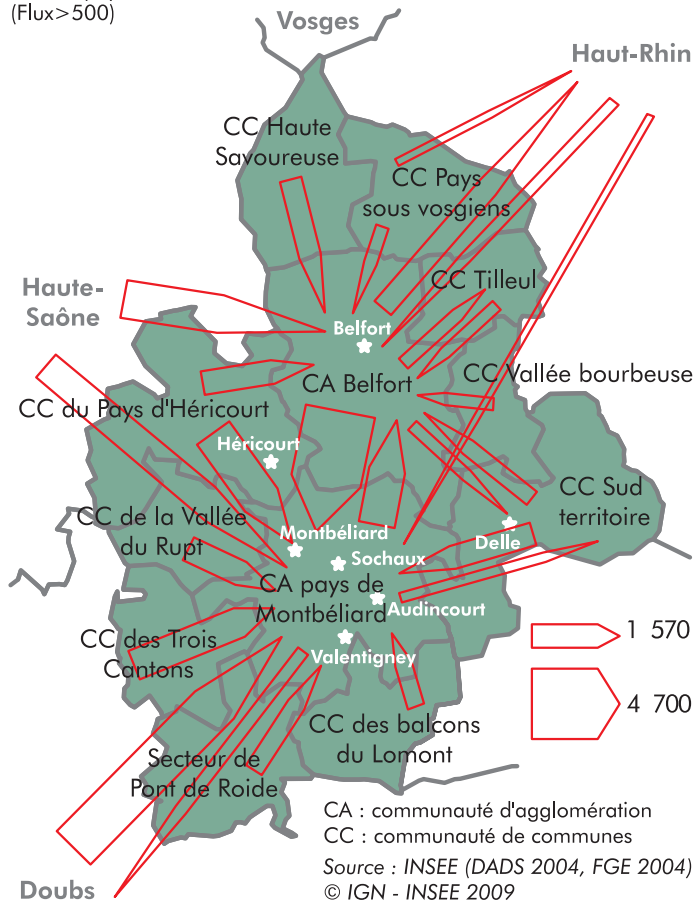 (Flux>500)
Vosges
Haut-Rhin
CC Haute
Savoureuse
CC Pays
sous vosgiens
CC Tilleul
Haute-
Saône
Belfort
CA Belfort
CC Vallée bourbeuse
CC du Pays d'Héricourt
Héricourt
CC Sud
territoire
CC de la Vallée
du Rupt
Montbéliard
Delle
Sochaux
CA pays de
Montbéliard
Audincourt
1 570
CC des Trois
Cantons
Valentigney
4 700
CC des balcons
du Lomont
Secteur de
Pont de Roide
CA : communauté d'agglomération
CC : communauté de communes
Source : INSEE (DADS 2004, FGE 2004)
© IGN - INSEE 2009
Doubs